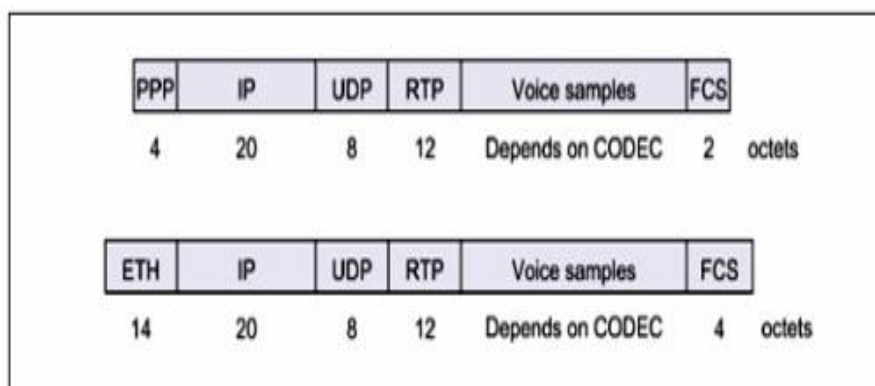 PPP IP UDP RTP Voice samples FCS
4 20 8 12 Depends on CODEC 2 octets
ETH IP UDP RTP Voice samples FCS
14 20 8 12 Depends on CODEC 4 octets